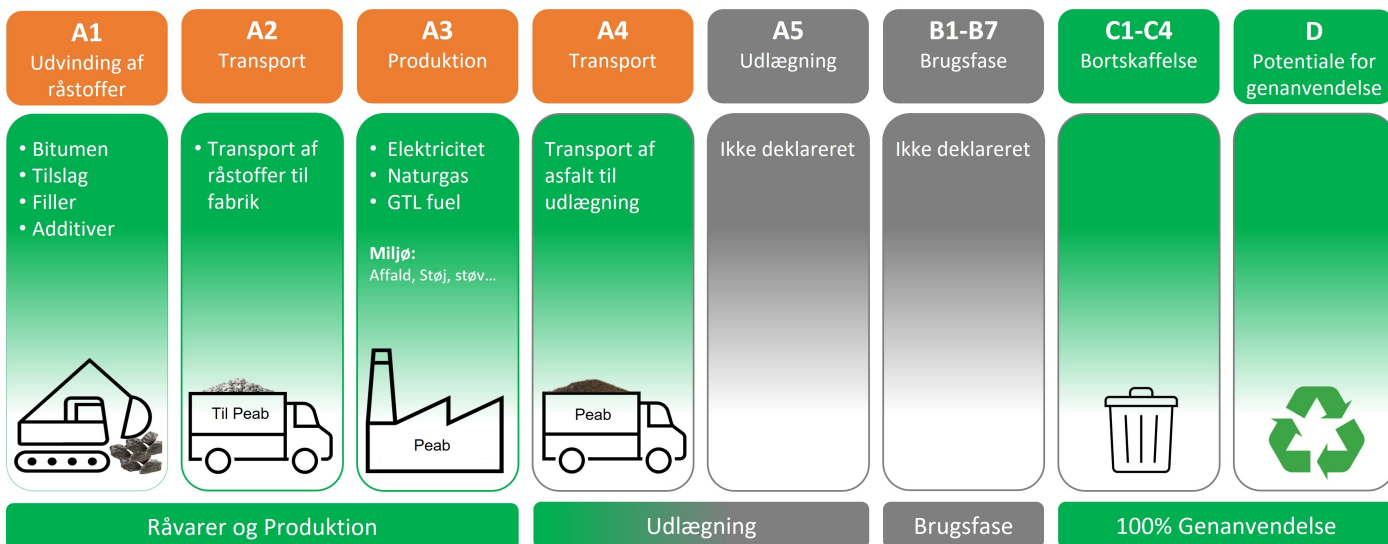 A1
Udvinding af
råstoffer
A2
Transport
A3
Produktion
A4
Transport
A5
Udlægning
B1-B7
Brugsfase
C1-C4
Bortskaffelse
D
Potentiale for
genanvendelse
• Bitumen
• Tilslag
• Filler
• Additiver
• Transport af
råstoffer til
fabrik
• Elektricitet
• Naturgas
• GTL fuel
Miljø:
Affald, Støj, støv...
Transport af
asfalt til
udlægning
Ikke deklareret
Ikke deklareret
Til Peab
Peab
Peab
Råvarer og Produktion
Udlægning
Brugsfase
100% Genanvendelse